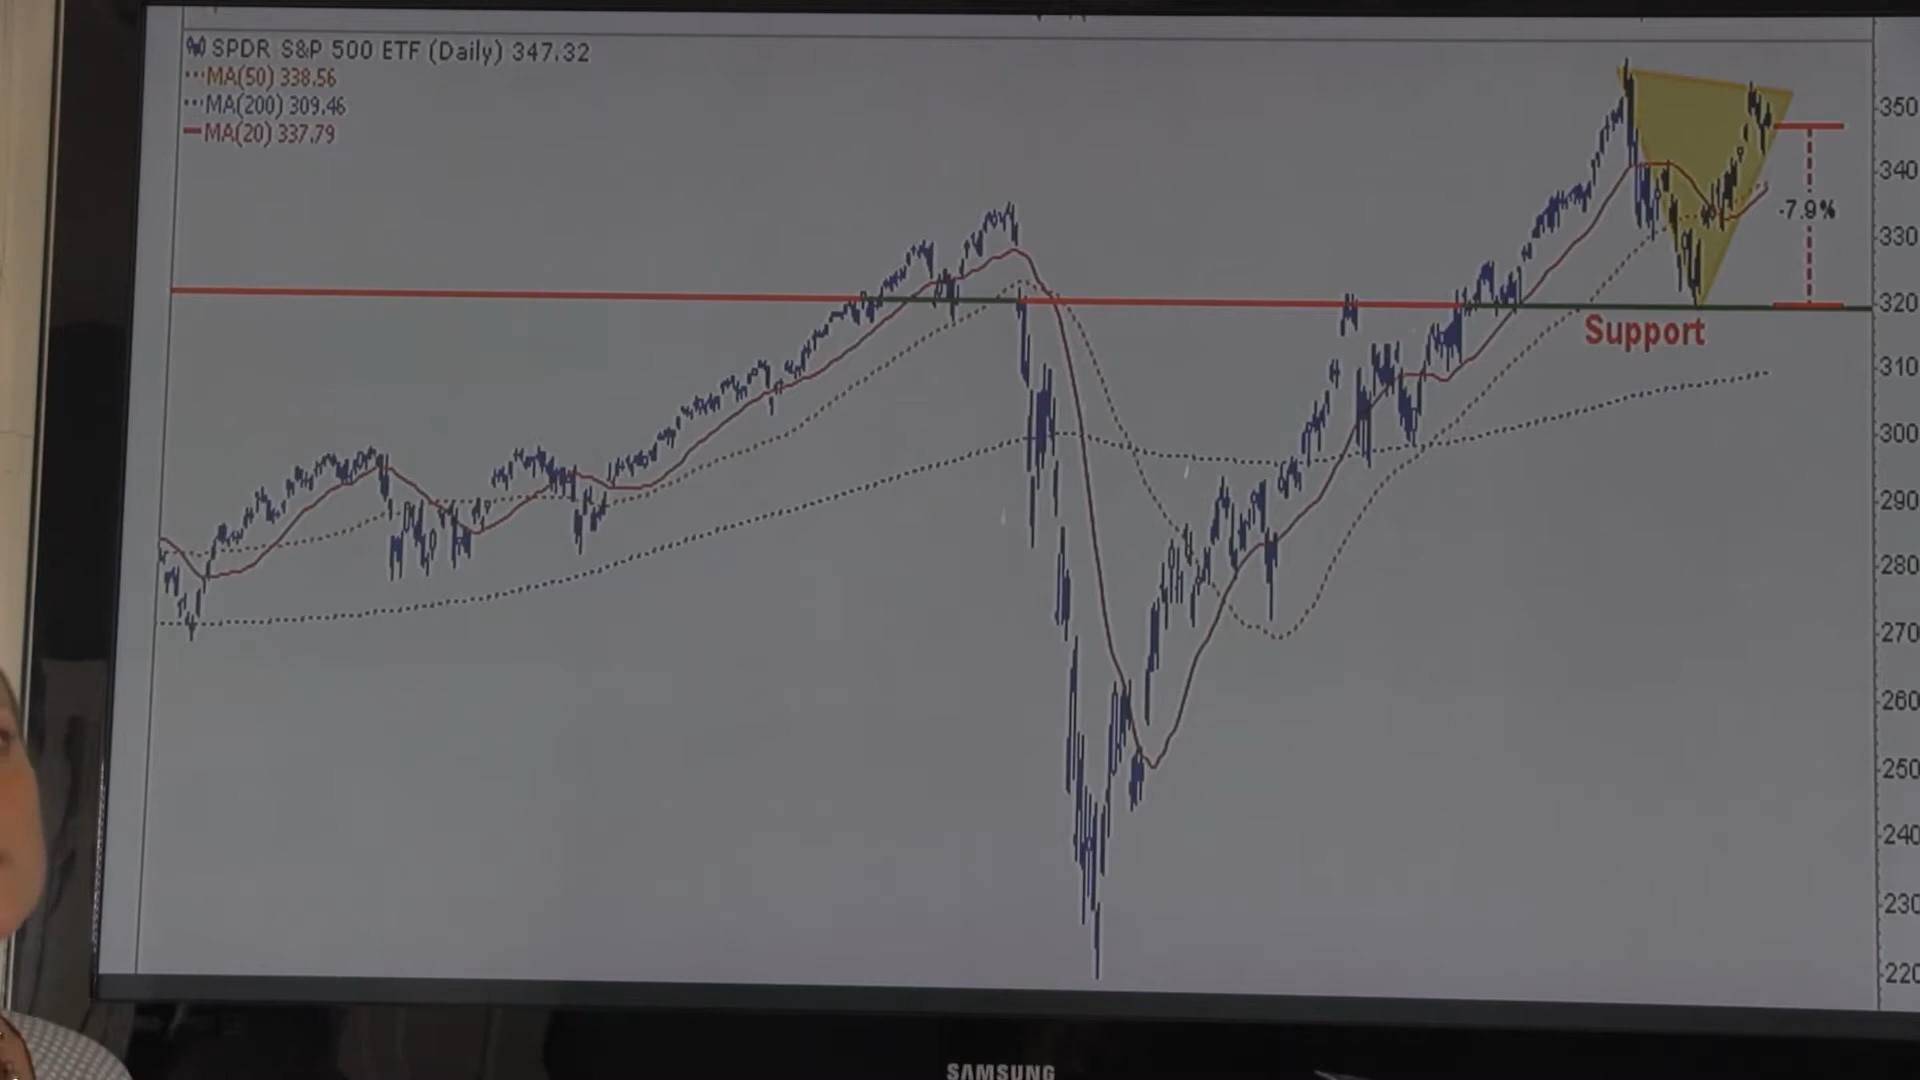 SPDR S&P 500 ETF (Daily) 347.32
MA(50) 338.56
MA(200) 309.46
MA(20) 337.79
350
340
-7.9%
330
320
Support
310
300
290
280
270
260
250
240
230
220
SAMSUNG